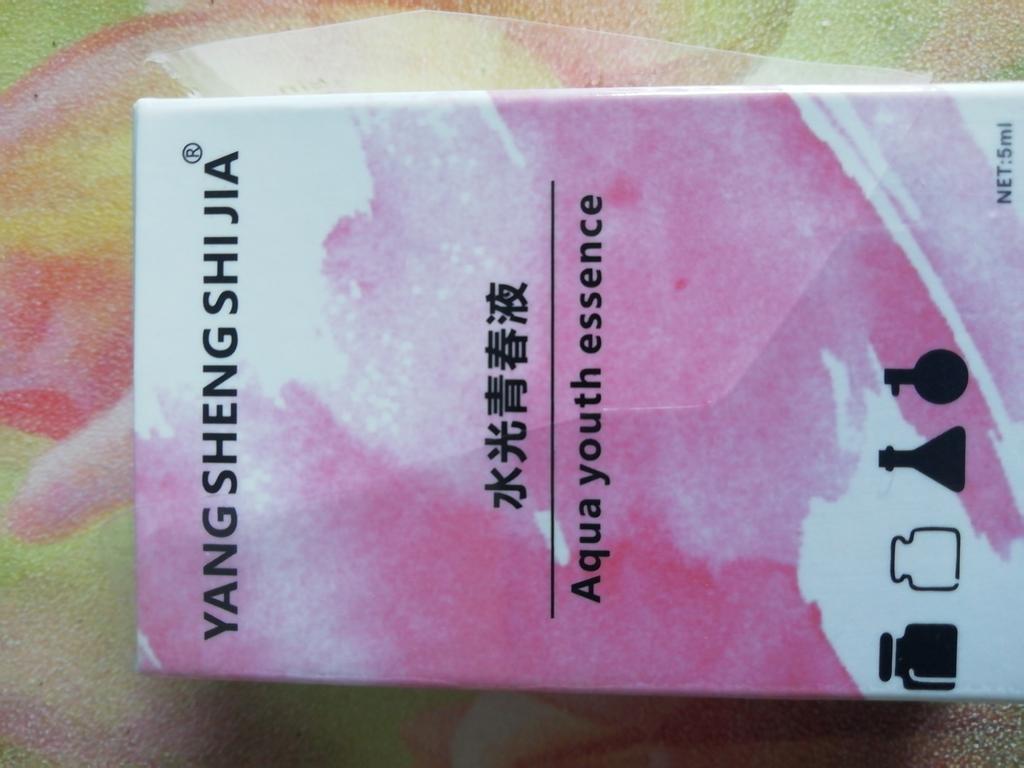 YANG SHENG SHI JIA®
水光青春液
Aqua youth essence
NET:5ml